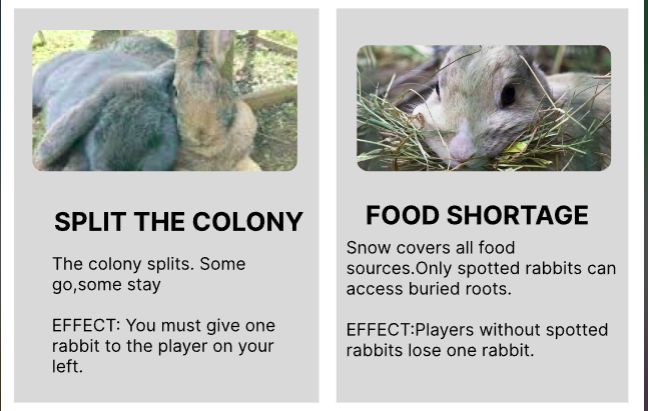 SPLIT THE COLONY
The colony splits. Some
go,some stay
EFFECT: You must give one
rabbit to the player on your
left.
FOOD SHORTAGE
Snow covers all food
sources.Only spotted rabbits can
access buried roots.
EFFECT:Players without spotted
rabbits lose one rabbit.